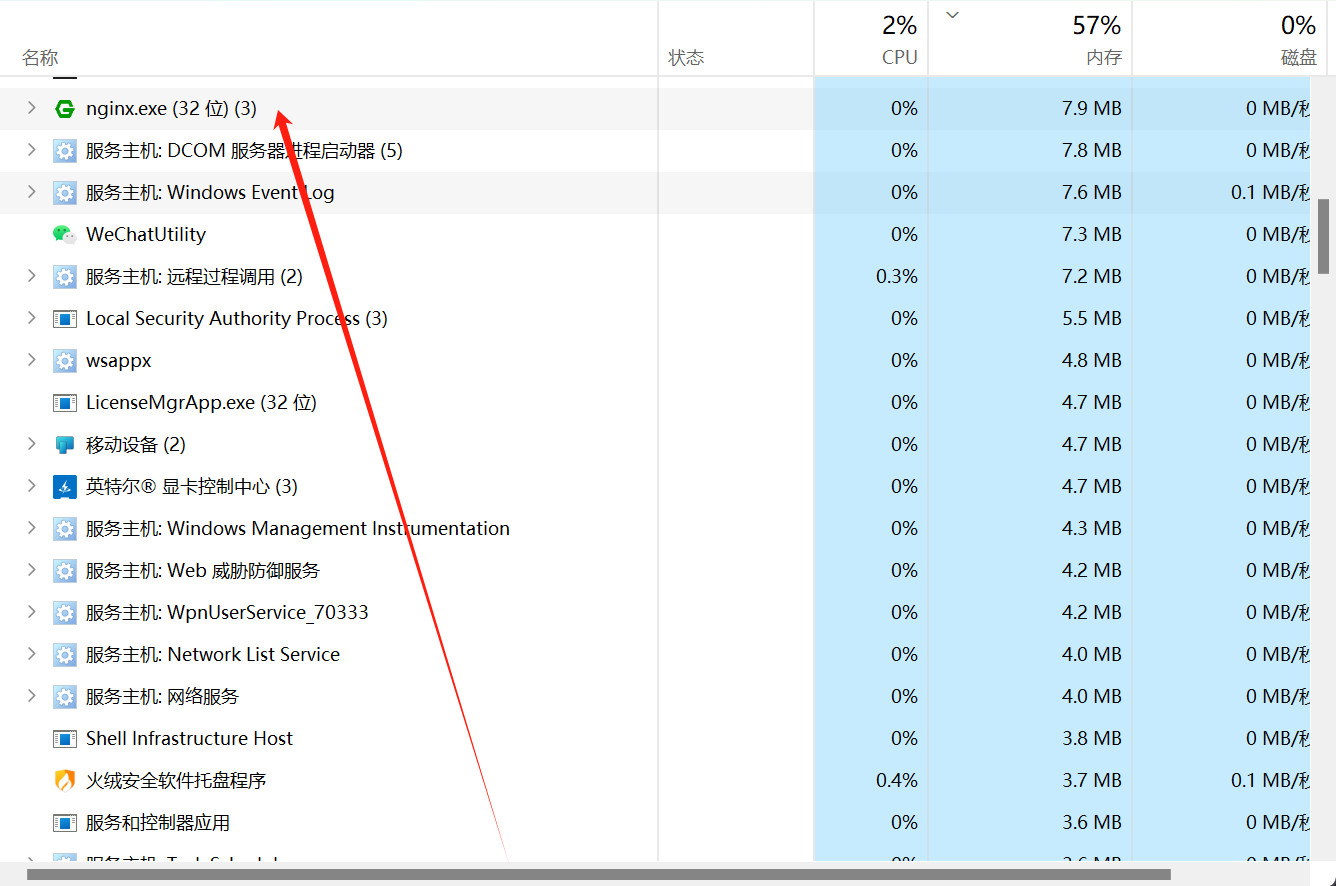 2% 57% 0%
名称 状态 CPU 内存 磁盘
nginx.exe (32 位) (3) 0% 7.9 MB 0 MB/秒
服务主机: DCOM 服务器进程启动器 (5) 0% 7.8 MB 0 MB/秒
服务主机: Windows Event Log 0% 7.6 MB 0.1 MB/秒
WeChatUtility 0% 7.3 MB 0 MB/秒
服务主机: 远程过程调用 (2) 0.3% 7.2 MB 0 MB/秒
Local Security Authority Process (3) 0% 5.5 MB 0 MB/秒
wsappx 0% 4.8 MB 0 MB/秒
LicenseMgrApp.exe (32 位) 0% 4.7 MB 0 MB/秒
移动设备 (2) 0% 4.7 MB 0 MB/秒
英特尔® 显卡控制中心 (3) 0% 4.7 MB 0 MB/秒
服务主机: Windows Management Instrumentation 0% 4.3 MB 0 MB/秒
服务主机: Web 威胁防御服务 0% 4.2 MB 0 MB/秒
服务主机: WpnUserService_70333 0% 4.2 MB 0 MB/秒
服务主机: Network List Service 0% 4.0 MB 0 MB/秒
服务主机: 网络服务 0% 4.0 MB 0 MB/秒
Shell Infrastructure Host 0% 3.8 MB 0 MB/秒
火绒安全软件托盘程序 0.4% 3.7 MB 0.1 MB/秒
服务和控制器应用 0% 3.6 MB 0 MB/秒